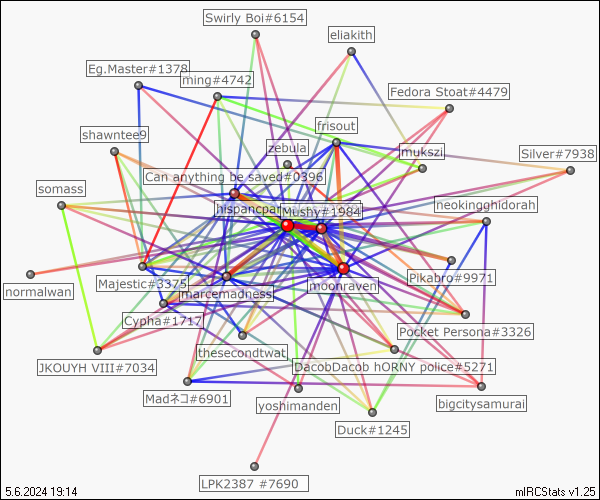 Swirly Boi#6154
eliakith
Eg.Master#1378
ming#4742
Fedora Stoat#4479
frisout
shawntee9
zebula
mukszi
Silver#7938
Can anything be saved#0396
somass
hispancpa
Mushy#1984
neokingghidorah
normalwan
Majestic#3375
marcemadness
moonraven
Pikabro#9971
Cypha#1717
Pocket Persona#3326
thesecondtwat
JKOUYH VIII#7034
DacobDacob hORNY police#5271
Madネコ#6901
yoshimanden
bigcitysamurai
Duck#1245
LPK2387 #7690
5.6.2024 19:14
mIRCStats v1.25